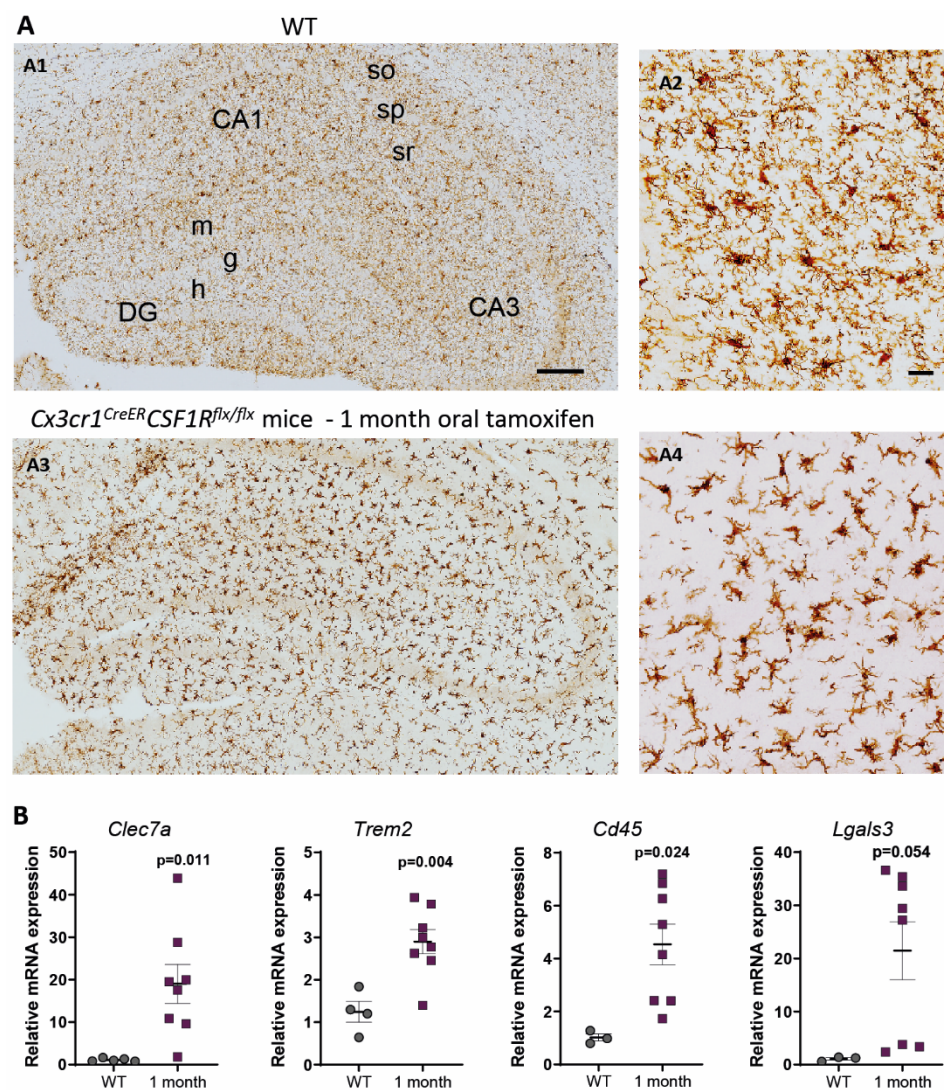 A
WT
A1
so
CA1
sp
sr
m
g
h
DG
CA3
A2
Cx3cr1CreERCSF1Rflx/flx mice - 1 month oral tamoxifen
A3
A4
B
Clec7a
Relative mRNA expression
50
40
30
20
10
0
p=0.011
WT
1 month
Trem2
Relative mRNA expression
5
4
3
2
1
0
p=0.004
WT
1 month
Cd45
Relative mRNA expression
8
6
4
2
0
p=0.024
WT
1 month
Lgals3
Relative mRNA expression
40
30
20
10
0
p=0.054
WT
1 month